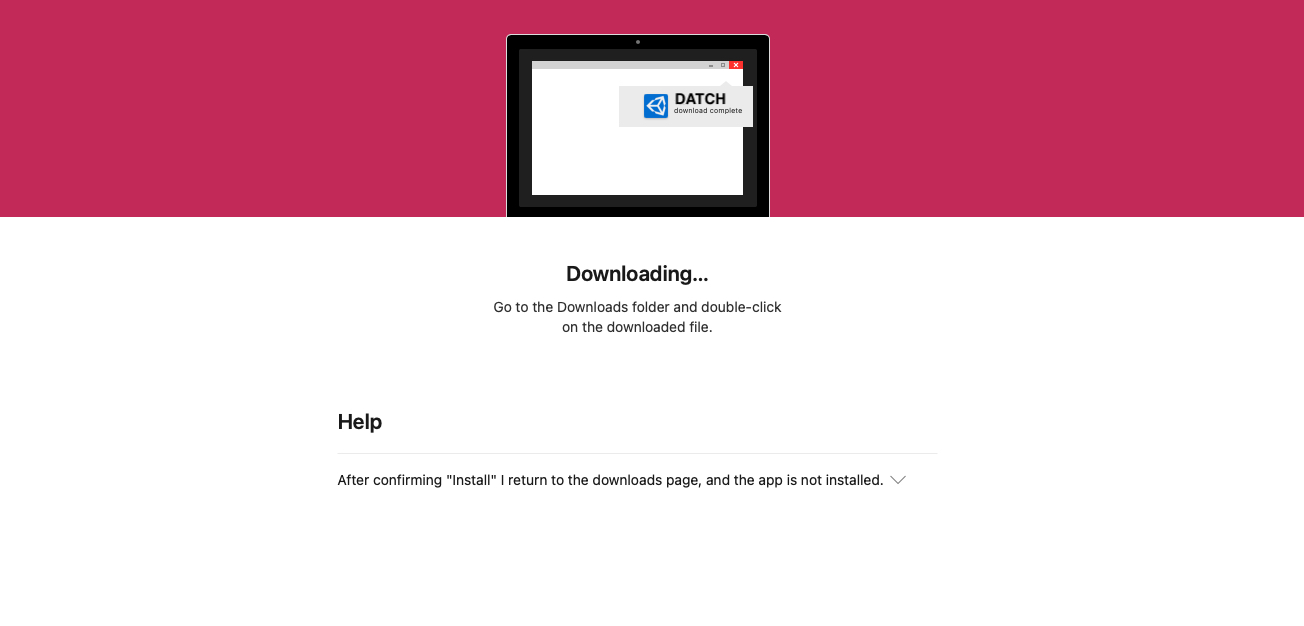 DATCH
download complete
Downloading...
Go to the Downloads folder and double-click
on the downloaded file.
Help
After confirming "Install" I return to the downloads page, and the app is not installed.